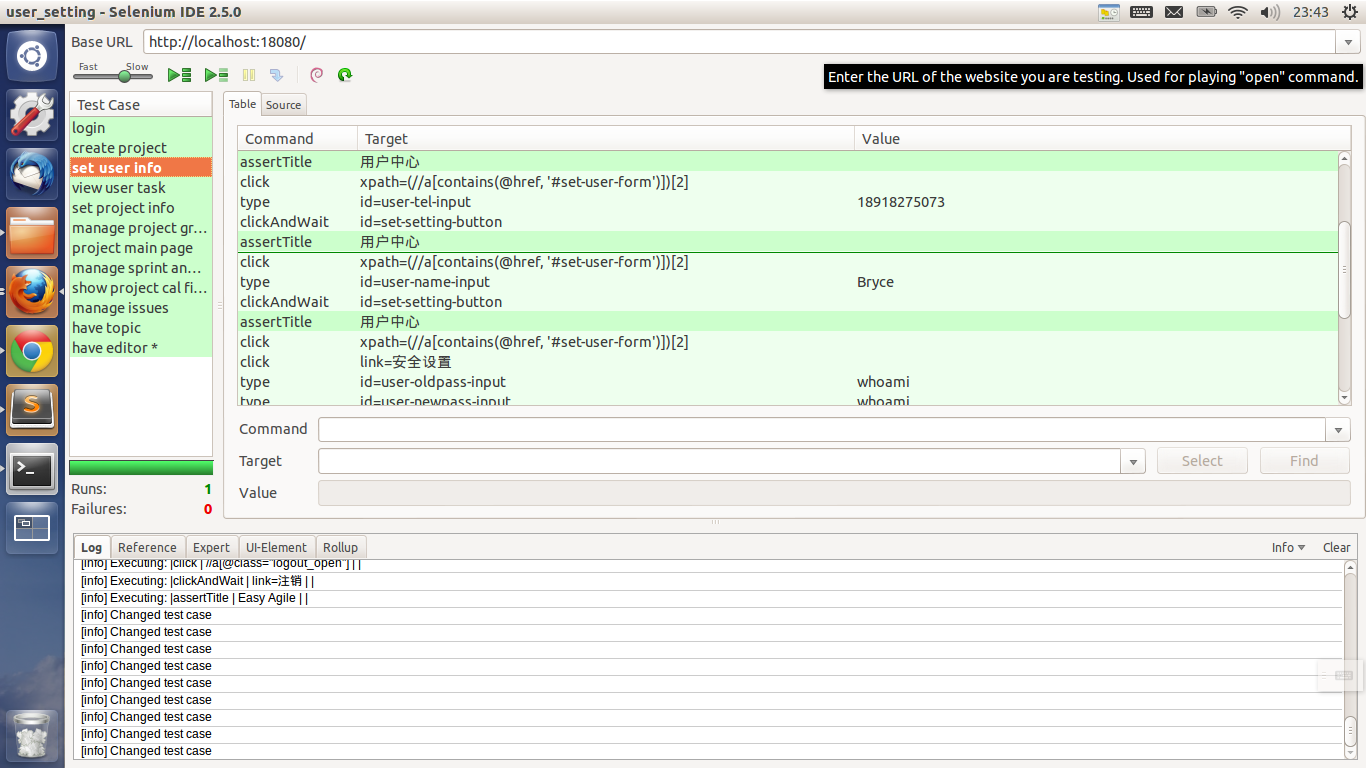 user_setting - Selenium IDE 2.5.0
23:43
Base URL http://localhost:18080/
Fast Slow
Enter the URL of the website you are testing. Used for playing "open" command.
Test Case
login
create project
set user info
view user task
set project info
manage project gr...
project main page
manage sprint an...
show project cal fi...
manage issues
have topic
have editor *
Runs: 1
Failures: 0
Table Source
Command Target Value
assertTitle 用户中心
click xpath=(//a[contains(@href, '#set-user-form')])[2]
type id=user-tel-input 18918275073
clickAndWait id=set-setting-button
assertTitle 用户中心
click xpath=(//a[contains(@href, '#set-user-form')])[2]
type id=user-name-input Bryce
clickAndWait id=set-setting-button
assertTitle 用户中心
click xpath=(//a[contains(@href, '#set-user-form')])[2]
click link=安全设置
type id=user-oldpass-input whoami
type id=user-newpass-input whoami
Command
Target Select Find
Value
Log Reference Expert UI-Element Rollup Info Clear
[info] Executing: |click | //a[@class="logout_open"] | |
[info] Executing: |clickAndWait | link=注销 | |
[info] Executing: |assertTitle | Easy Agile | |
[info] Changed test case
[info] Changed test case
[info] Changed test case
[info] Changed test case
[info] Changed test case
[info] Changed test case
[info] Changed test case
[info] Changed test case
[info] Changed test case